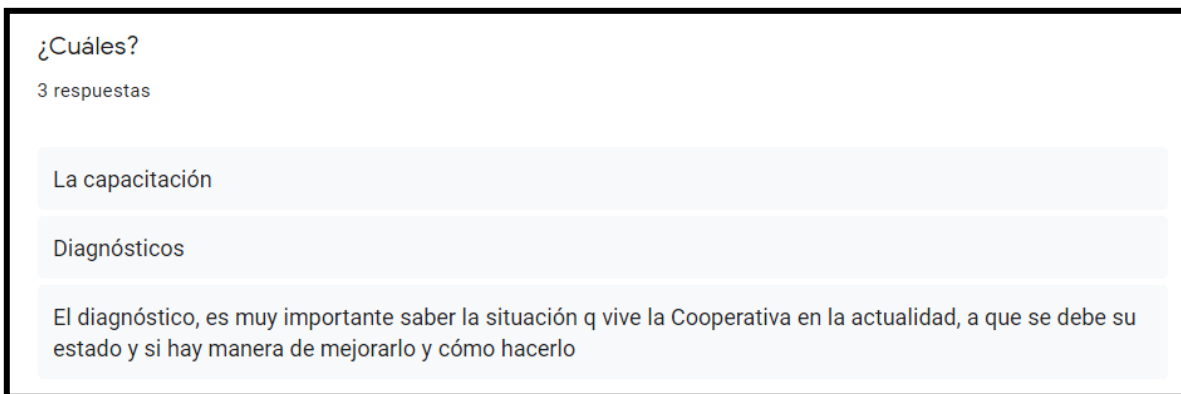 ¿Cuáles?
3 respuestas
La capacitación
Diagnósticos
El diagnóstico, es muy importante saber la situación q vive la Cooperativa en la actualidad, a que se debe su
estado y si hay manera de mejorarlo y cómo hacerlo